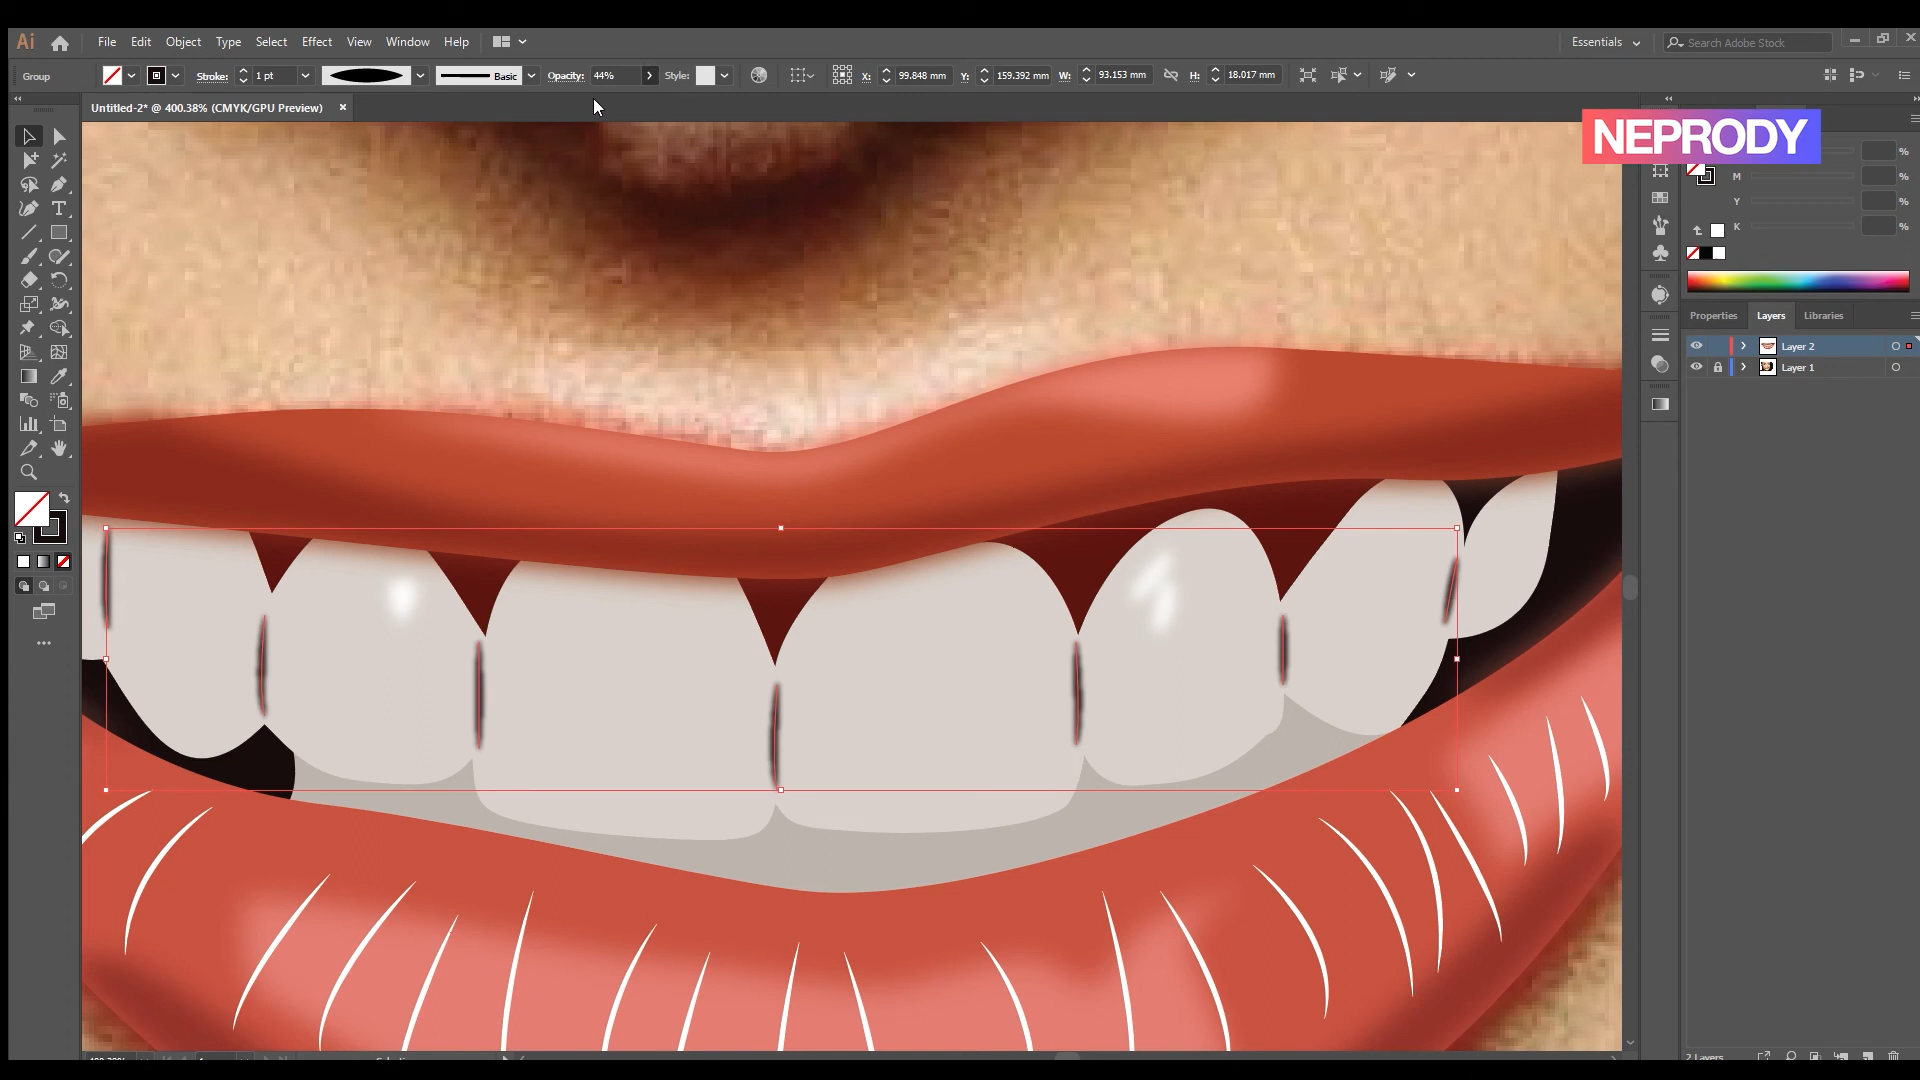 Ai File Edit Object Type Select Effect View Window Help Essentials Search Adobe Stock
Group Stroke: 1 pt Basic Opacity: 44% Style: X: 99.848 mm Y: 159.392 mm W: 93.153 mm H: 18.017 mm
Untitled-2* @ 400.38% (CMYK/GPU Preview) ×
NEPRODY
%
M %
Y %
K %
Properties Layers Libraries
Layer 2
Layer 1
2 Layers